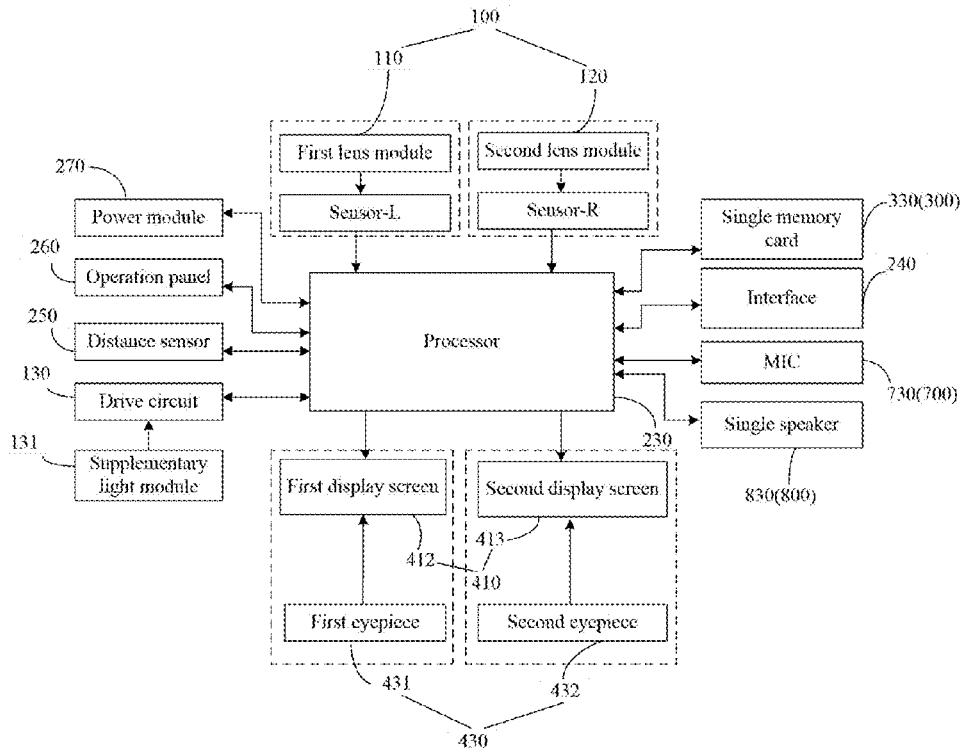 100
110
120
First lens module
Second lens module
270
Power module
Sensor-L
Sensor-R
Single memory
card
330(300)
260
Operation panel
240
Interface
250
Distance sensor
Processor
MIC
130
Drive circuit
730(700)
230
Single speaker
131
Supplementary
light module
First display screen
Second display screen
830(800)
412
413
410
First eyepiece
Second eyepiece
431
432
430